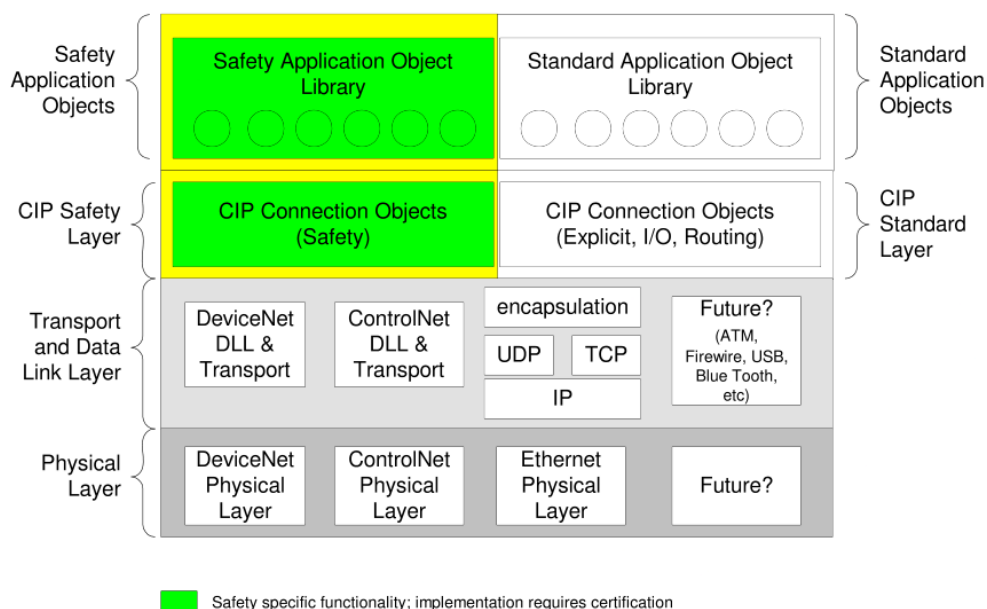 Safety
Application
Objects
Safety Application Object
Library
Standard Application Object
Library
Standard
Application
Objects
CIP Safety
Layer
CIP Connection Objects
(Safety)
CIP Connection Objects
(Explicit, I/O, Routing)
CIP
Standard
Layer
Transport
and Data
Link Layer
DeviceNet
DLL &
Transport
ControlNet
DLL &
Transport
encapsulation
UDP
TCP
IP
Future?
(ATM,
Firewire, USB,
Blue Tooth,
etc)
Physical
Layer
DeviceNet
Physical
Layer
ControlNet
Physical
Layer
Ethernet
Physical
Layer
Future?
Safety specific functionality; implementation requires certification